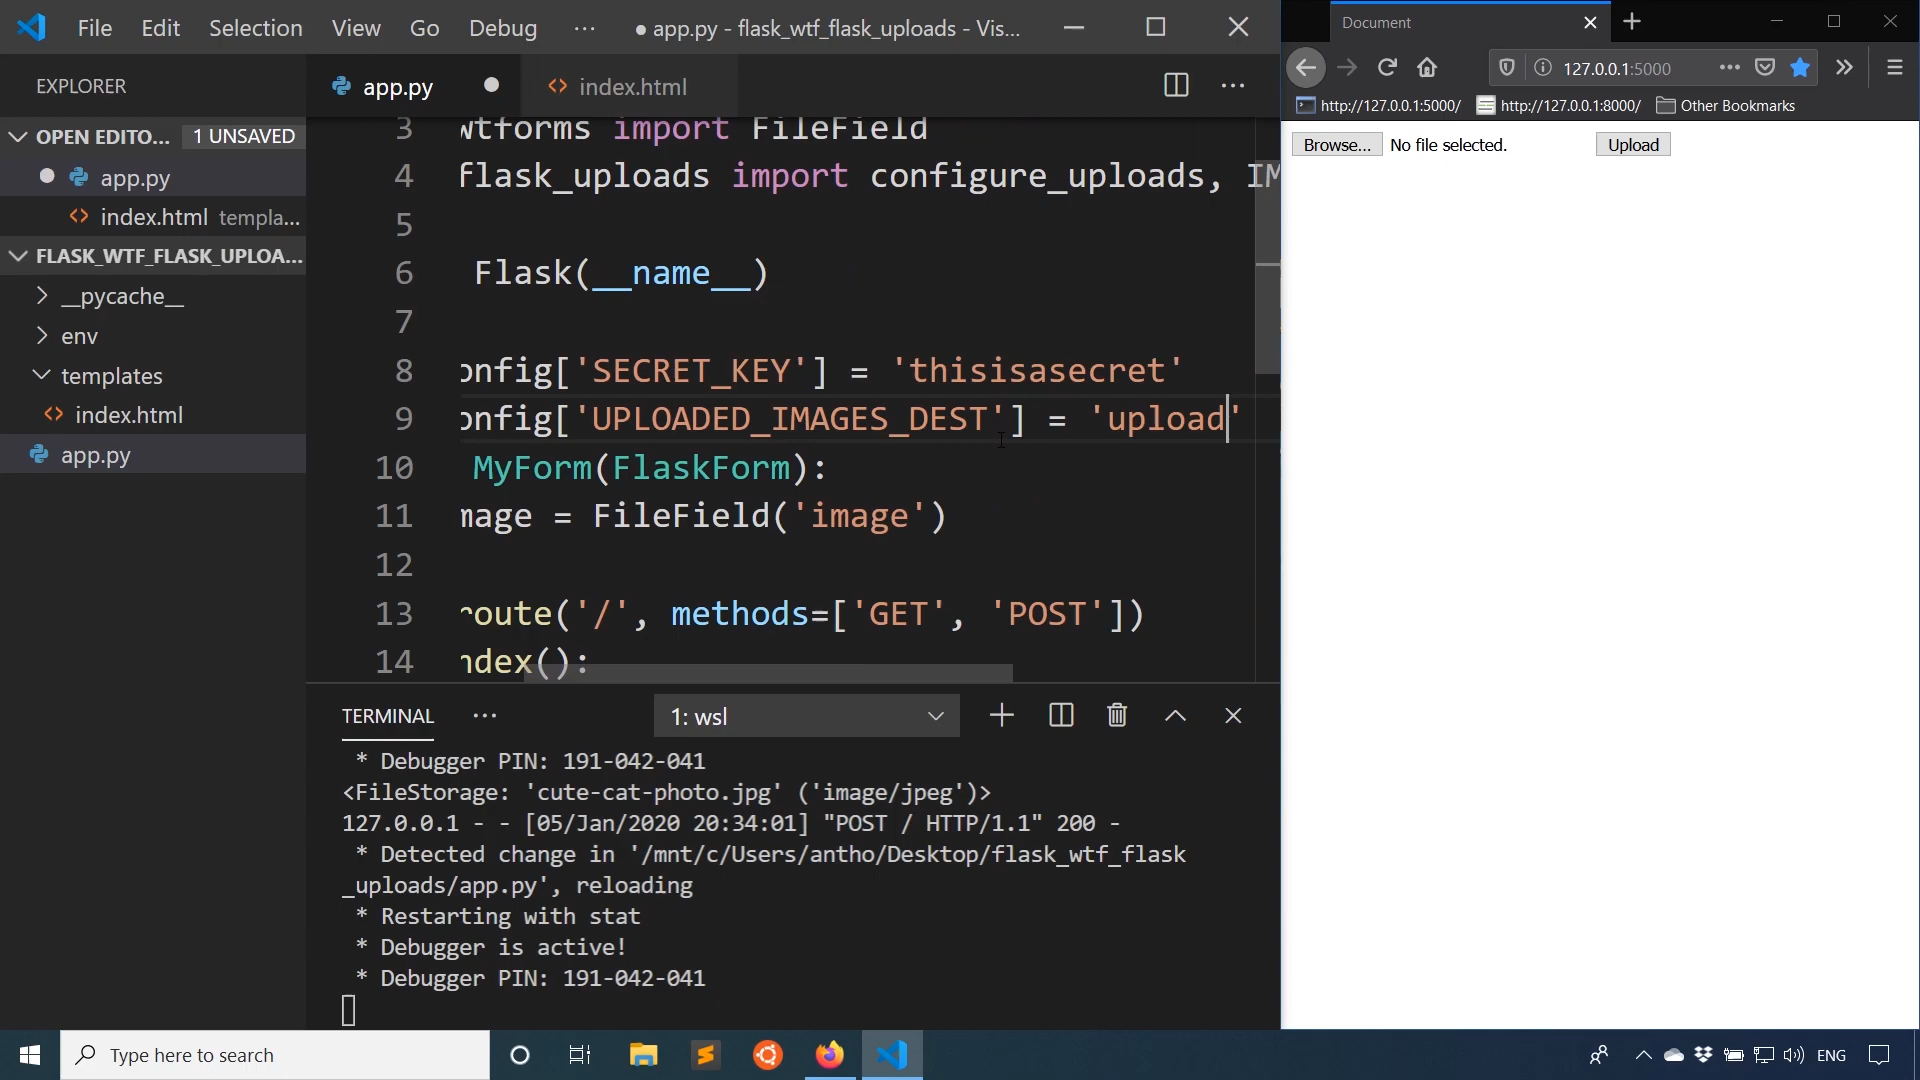 File Edit Selection View Go Debug ··· ● app.py - flask_wtf_flask_uploads - Vis...
EXPLORER
OPEN EDITO... 1 UNSAVED
app.py
index.html templa...
FLASK_WTF_FLASK_UPLOA...
__pycache__
env
templates
index.html
app.py
app.py
index.html
3 wtforms import FileField
4 flask_uploads import configure_uploads, IM
5
6 Flask(__name__)
7
8 onfig['SECRET_KEY'] = 'thisisasecret'
9 onfig['UPLOADED_IMAGES_DEST'] = 'upload'
10 MyForm(FlaskForm):
11 mage = FileField('image')
12
13 route('/', methods=['GET', 'POST'])
14 ndex():
TERMINAL ··· 1: wsl
* Debugger PIN: 191-042-041
<FileStorage: 'cute-cat-photo.jpg' ('image/jpeg')>
127.0.0.1 - - [05/Jan/2020 20:34:01] "POST / HTTP/1.1" 200 -
* Detected change in '/mnt/c/Users/antho/Desktop/flask_wtf_flask
_uploads/app.py', reloading
* Restarting with stat
* Debugger is active!
* Debugger PIN: 191-042-041
Document
127.0.0.1:5000
http://127.0.0.1:5000/ http://127.0.0.1:8000/ Other Bookmarks
Browse... No file selected. Upload
Type here to search
ENG